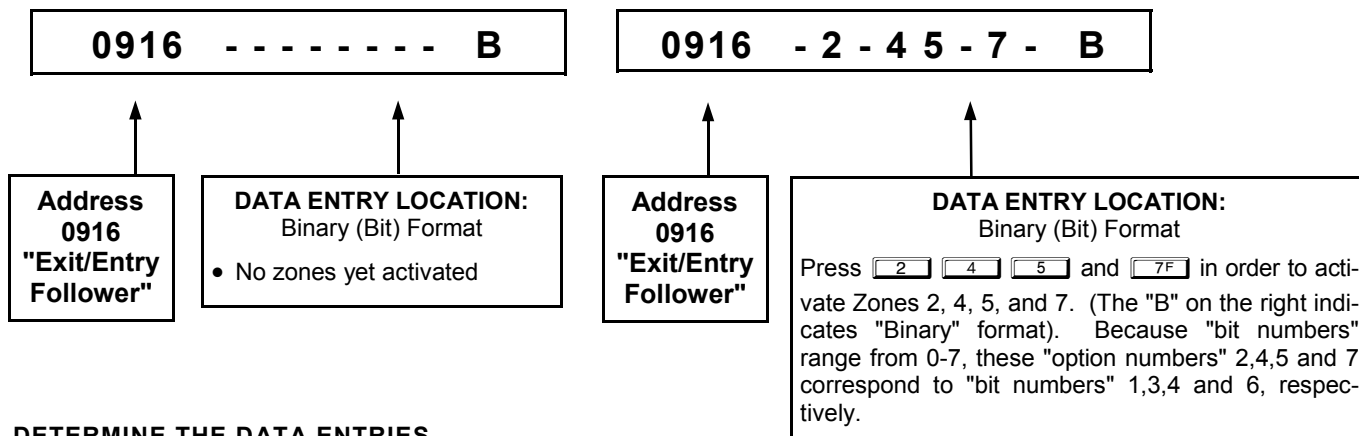 0916 - - - - - - - - B
0916 - 2 - 4 5 - 7 - B
Address
0916
"Exit/Entry
Follower"
DATA ENTRY LOCATION:
Binary (Bit) Format
• No zones yet activated
Address
0916
"Exit/Entry
Follower"
DATA ENTRY LOCATION:
Binary (Bit) Format
Press 2 4 5 and 7F in order to acti-
vate Zones 2, 4, 5, and 7. (The "B" on the right indi-
cates "Binary" format). Because "bit numbers"
range from 0-7, these "option numbers" 2,4,5 and 7
correspond to "bit numbers" 1,3,4 and 6, respec-
tively.
DETERMINE THE DATA ENTRIES